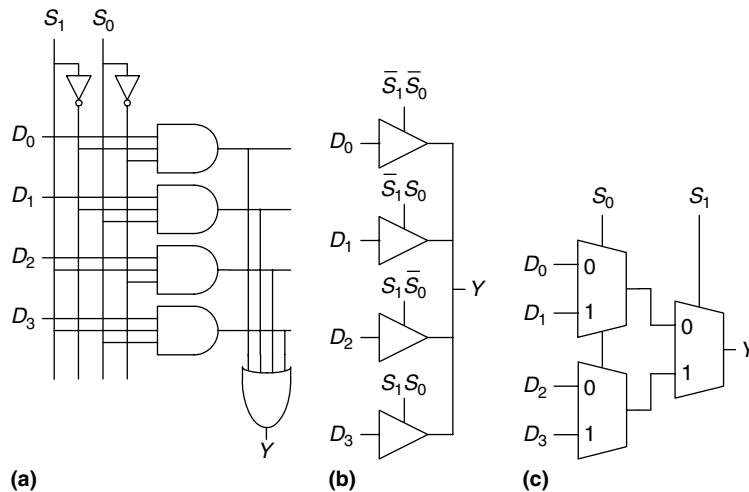 S1 S0
D0
D1
D2
D3
Y
(a)
S̅1S̅0
D0
S̅1S0
D1
S1S̅0
D2
S1S0
D3
Y
(b)
S0 S1
D0 0
D1 1
D2 0
D3 1
0
1
Y
(c)